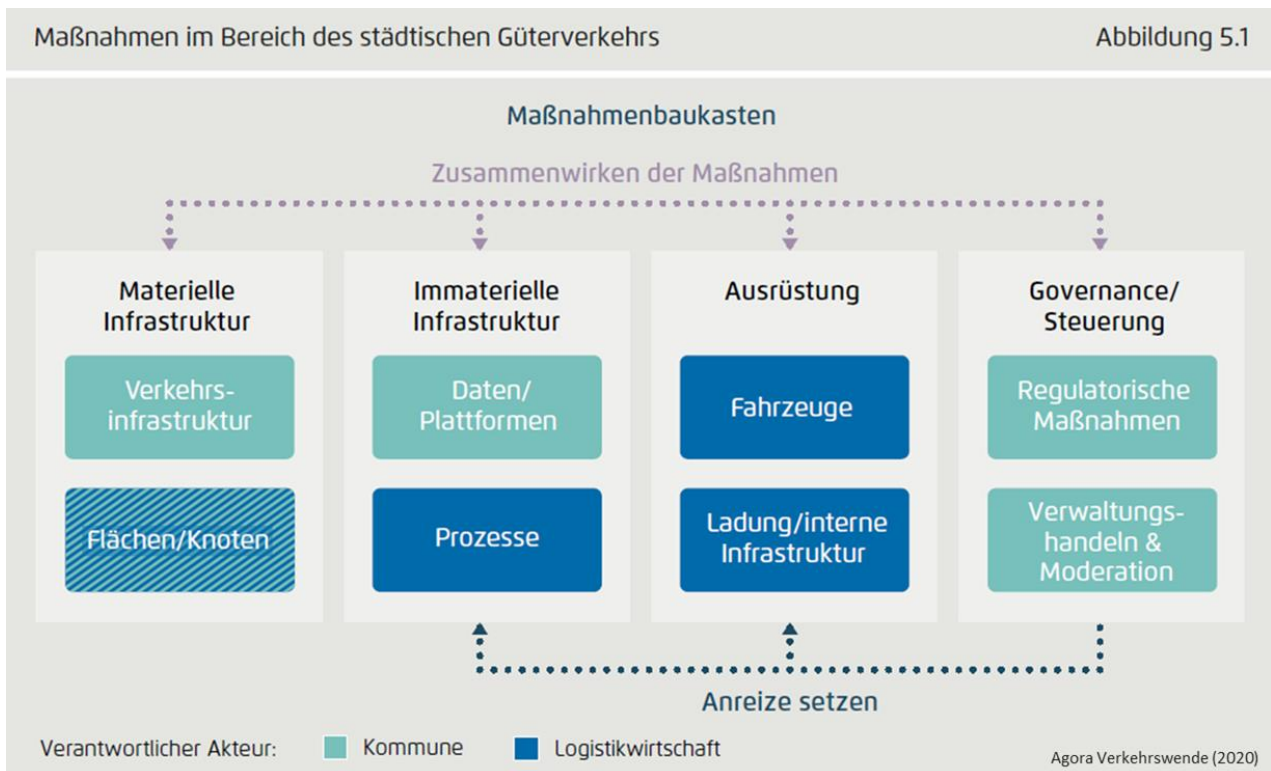 Maßnahmen im Bereich des städtischen Güterverkehrs
Abbildung 5.1
Maßnahmenbaukasten
Zusammenwirken der Maßnahmen
Materielle
Infrastruktur
Verkehrs-
infrastruktur
Flächen/Knoten
Immaterielle
Infrastruktur
Daten/
Plattformen
Prozesse
Ausrüstung
Fahrzeuge
Ladung/interne
Infrastruktur
Governance/
Steuerung
Regulatorische
Maßnahmen
Verwaltungs-
handeln &
Moderation
Anreize setzen
Verantwortlicher Akteur:
Kommune
Logistikwirtschaft
Agora Verkehrswende (2020)